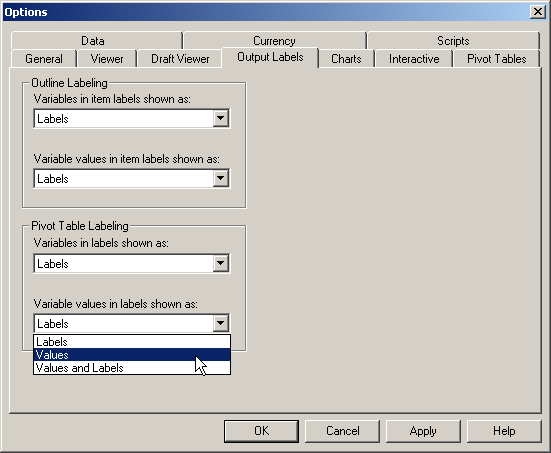 Options
Data Currency Scripts
General Viewer Draft Viewer Output Labels Charts Interactive Pivot Tables
Outline Labeling
Variables in item labels shown as:
Labels
Variable values in item labels shown as:
Labels
Pivot Table Labeling
Variables in labels shown as:
Labels
Variable values in labels shown as:
Labels
Labels
Values
Values and Labels
OK Cancel Apply Help